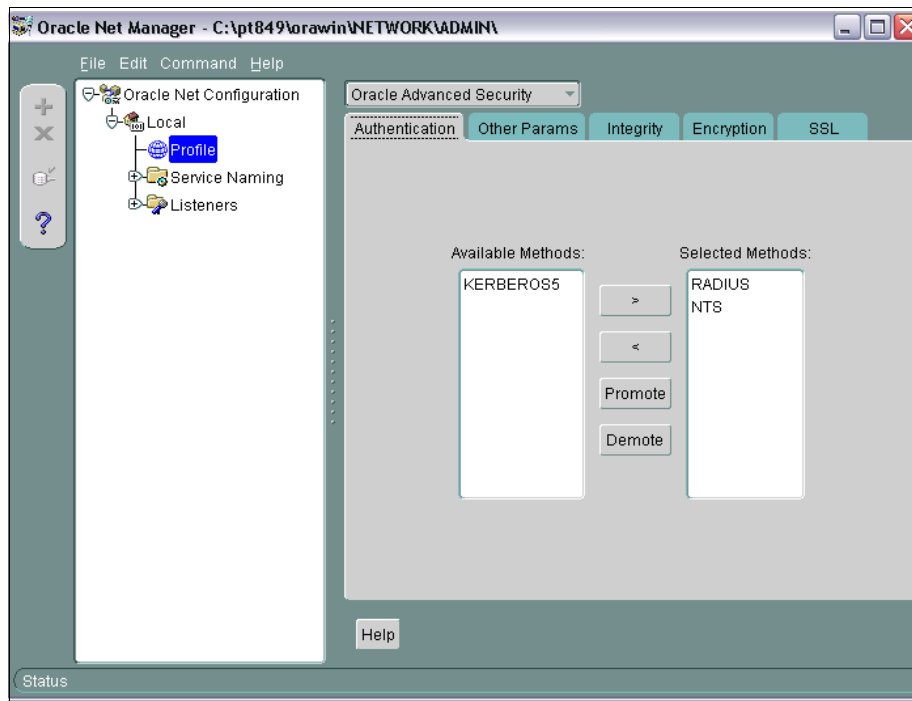 Oracle Net Manager - C:\pt849\orawin\NETWORK\ADMIN\
File Edit Command Help
Oracle Net Configuration
Local
Profile
Service Naming
Listeners
Oracle Advanced Security
Authentication Other Params Integrity Encryption SSL
Available Methods: Selected Methods:
KERBEROS5 RADIUS
NTS
>
<
Promote
Demote
Help
Status